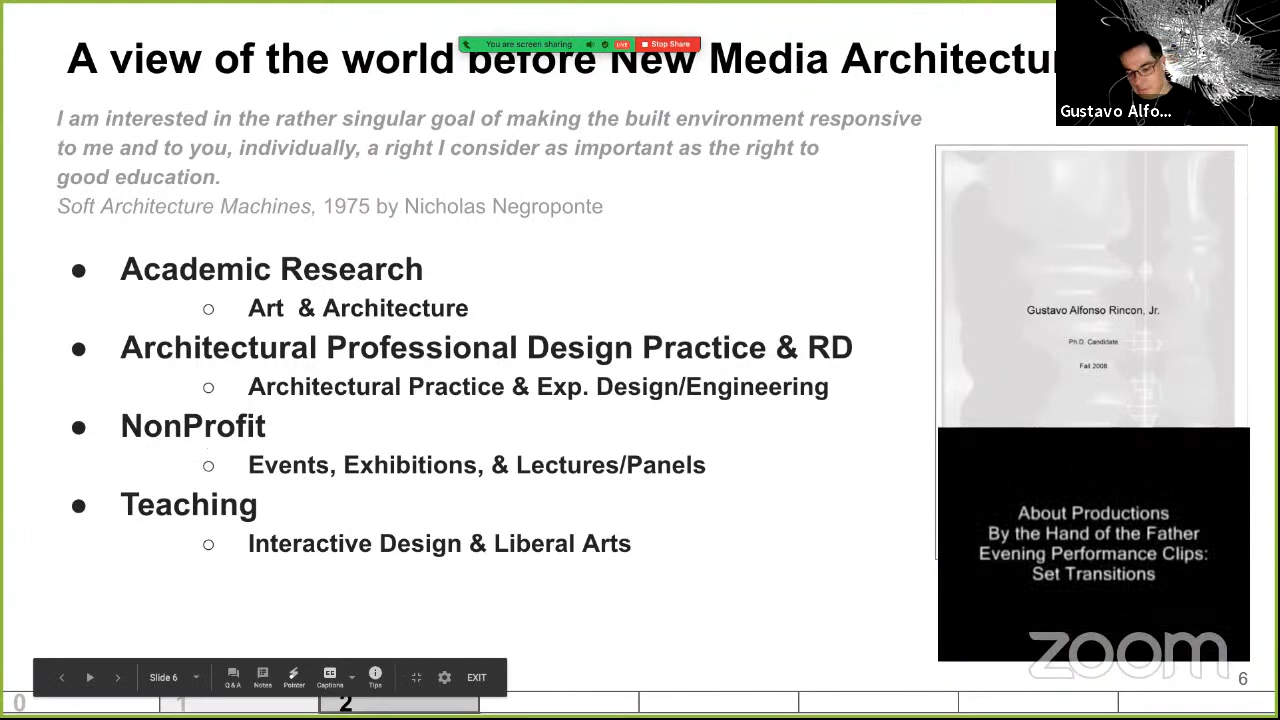 You are screen sharing LIVE Stop Share
A view of the world before New Media Architectu
Gustavo Alfo...
I am interested in the rather singular goal of making the built environment responsive
to me and to you, individually, a right I consider as important as the right to
good education.
Soft Architecture Machines, 1975 by Nicholas Negroponte
● Academic Research
○ Art & Architecture
● Architectural Professional Design Practice & RD
○ Architectural Practice & Exp. Design/Engineering
● NonProfit
○ Events, Exhibitions, & Lectures/Panels
● Teaching
○ Interactive Design & Liberal Arts
Gustavo Alfonso Rincon, Jr.
Ph.D. Candidate
Fall 2008
About Productions
By the Hand of the Father
Evening Performance Clips:
Set Transitions
zoom
Slide 6 Q&A Notes Pointer Captions Tips EXIT
6
0 1 2